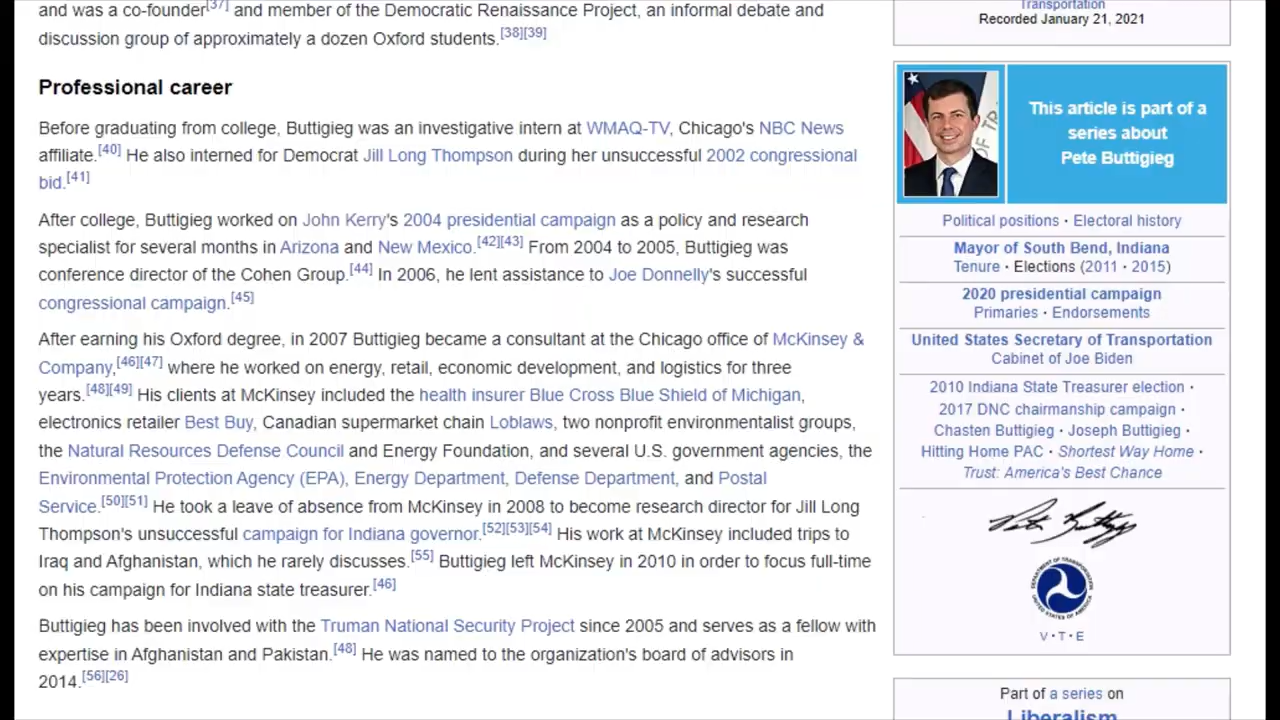 and was a co-founder[37] and member of the Democratic Renaissance Project, an informal debate and
discussion group of approximately a dozen Oxford students.[38][39]
Professional career
Before graduating from college, Buttigieg was an investigative intern at WMAQ-TV, Chicago's NBC News
affiliate.[40] He also interned for Democrat Jill Long Thompson during her unsuccessful 2002 congressional
bid.[41]
After college, Buttigieg worked on John Kerry's 2004 presidential campaign as a policy and research
specialist for several months in Arizona and New Mexico.[42][43] From 2004 to 2005, Buttigieg was
conference director of the Cohen Group.[44] In 2006, he lent assistance to Joe Donnelly's successful
congressional campaign.[45]
After earning his Oxford degree, in 2007 Buttigieg became a consultant at the Chicago office of McKinsey &
Company,[46][47] where he worked on energy, retail, economic development, and logistics for three
years.[48][49] His clients at McKinsey included the health insurer Blue Cross Blue Shield of Michigan,
electronics retailer Best Buy, Canadian supermarket chain Loblaws, two nonprofit environmentalist groups,
the Natural Resources Defense Council and Energy Foundation, and several U.S. government agencies, the
Environmental Protection Agency (EPA), Energy Department, Defense Department, and Postal
Service.[50][51] He took a leave of absence from McKinsey in 2008 to become research director for Jill Long
Thompson's unsuccessful campaign for Indiana governor.[52][53][54] His work at McKinsey included trips to
Iraq and Afghanistan, which he rarely discusses.[55] Buttigieg left McKinsey in 2010 in order to focus full-time
on his campaign for Indiana state treasurer.[46]
Buttigieg has been involved with the Truman National Security Project since 2005 and serves as a fellow with
expertise in Afghanistan and Pakistan.[48] He was named to the organization's board of advisors in
2014.[56][26]
Transportation
Recorded January 21, 2021
This article is part of a
series about
Pete Buttigieg
Political positions · Electoral history
Mayor of South Bend, Indiana
Tenure · Elections (2011 · 2015)
2020 presidential campaign
Primaries · Endorsements
United States Secretary of Transportation
Cabinet of Joe Biden
2010 Indiana State Treasurer election ·
2017 DNC chairmanship campaign ·
Chasten Buttigieg · Joseph Buttigieg ·
Hitting Home PAC · Shortest Way Home ·
Trust: America's Best Chance
Pete Buttigieg
DEPARTMENT OF TRANSPORTATION
UNITED STATES OF AMERICA
V · T · E
Part of a series on
Liberalism